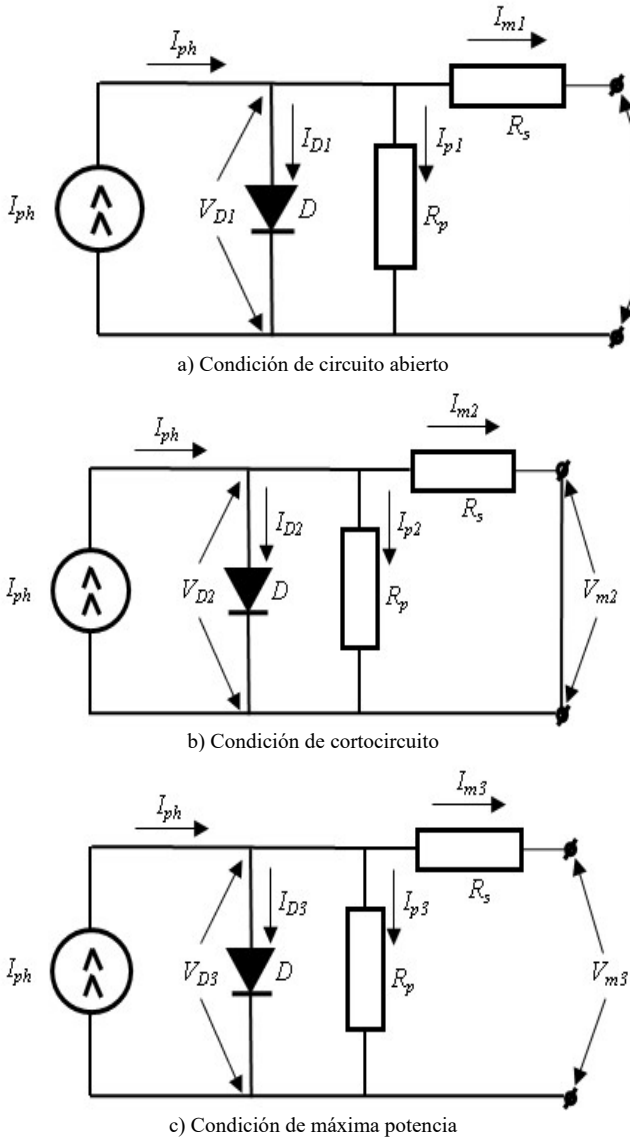 I_ph
I_m1
I_D1
I_p1
R_s
I_ph
V_D1
D
R_p
a) Condición de circuito abierto
I_ph
I_m2
I_D2
I_p2
R_s
I_ph
V_D2
D
R_p
V_m2
b) Condición de cortocircuito
I_ph
I_m3
I_D3
I_p3
R_s
I_ph
V_D3
D
R_p
V_m3
c) Condición de máxima potencia